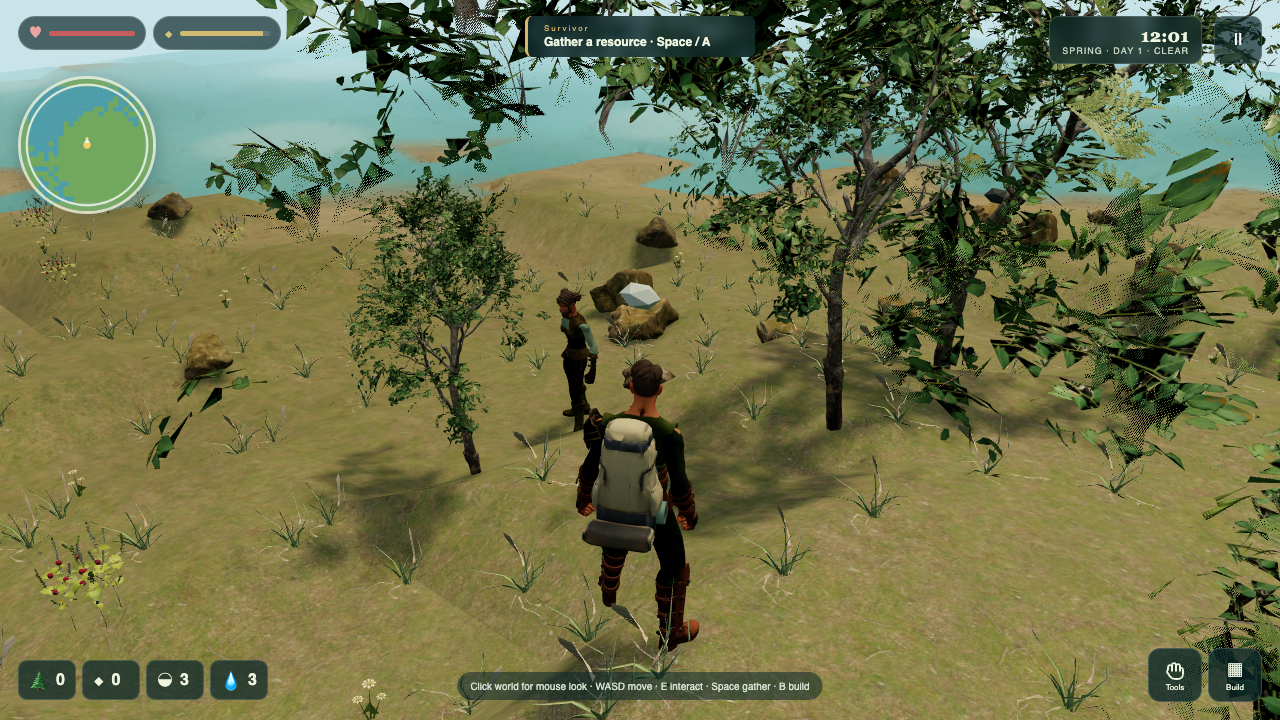 Survivor
Gather a resource · Space / A
12:01
SPRING · DAY 1 · CLEAR
0
0
3
3
Click world for mouse look · WASD move · E interact · Space gather · B build
Tools
Build